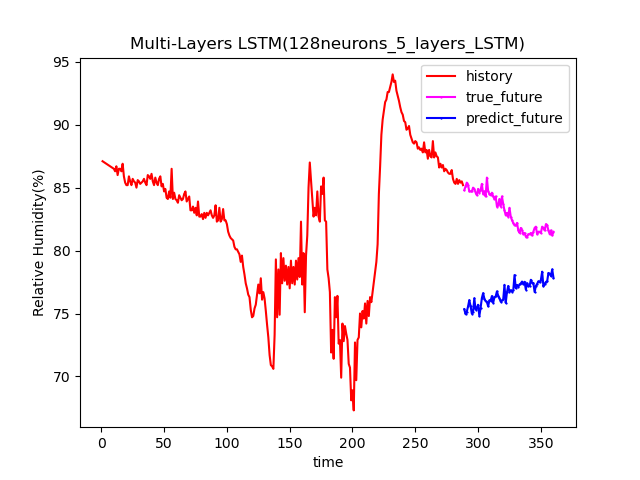 Multi-Layers LSTM(128neurons_5_layers_LSTM)
history
true_future
predict_future
Relative Humidity(%)
95
90
85
80
75
70
0
50
100
150
200
250
300
350
time